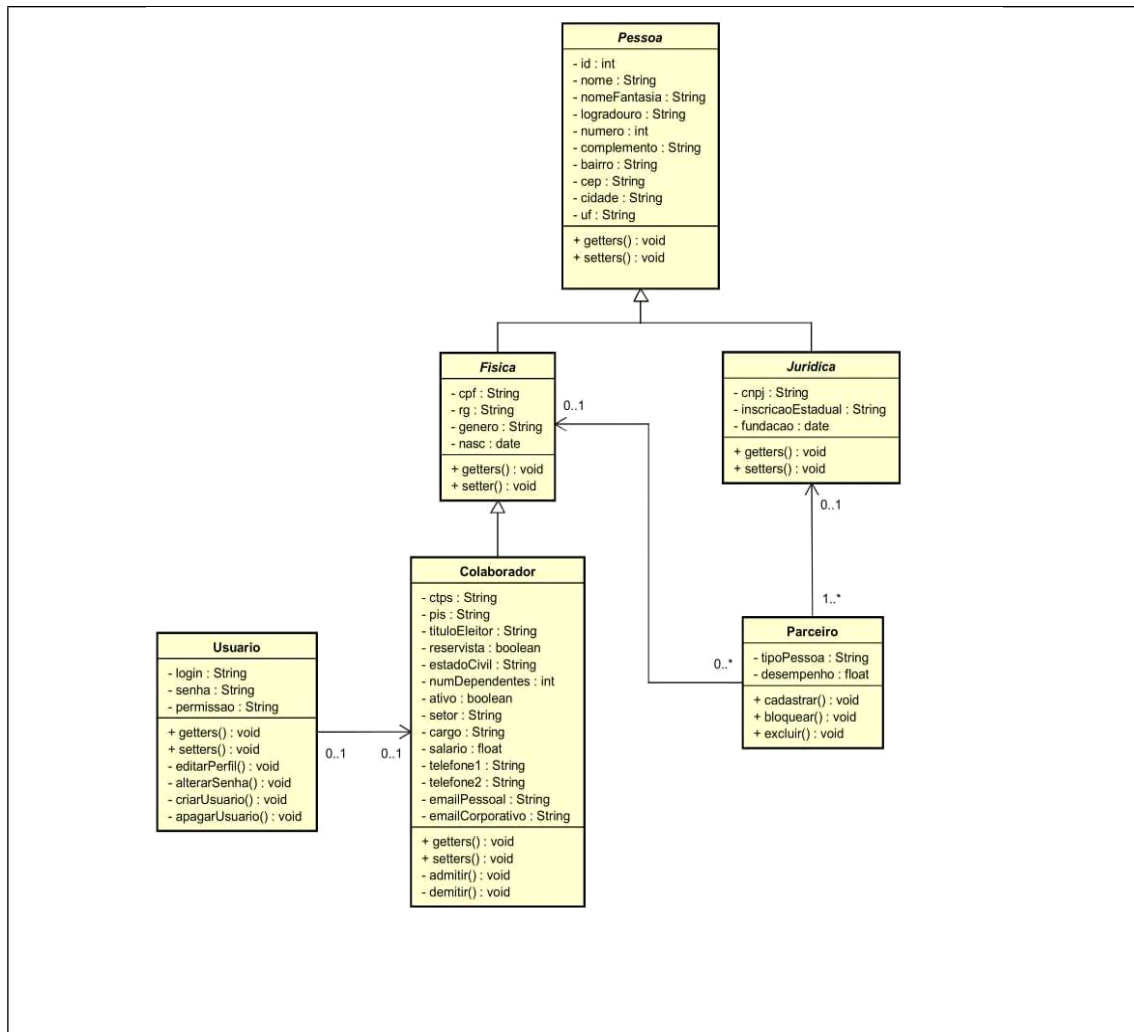 Pessoa
- id : int
- nome : String
- nomeFantasia : String
- logradouro : String
- numero : int
- complemento : String
- bairro : String
- cep : String
- cidade : String
- uf : String
+ getters() : void
+ setters() : void
Fisica
- cpf : String
- rg : String
- genero : String
- nasc : date
+ getters() : void
+ setter() : void
0..1
Juridica
- cnpj : String
- inscricaoEstadual : String
- fundacao : date
+ getters() : void
+ setters() : void
0..1
1..*
Colaborador
- ctps : String
- pis : String
- tituloEleitor : String
- reservista : boolean
- estadoCivil : String
- numDependentes : int
- ativo : boolean
- setor : String
- cargo : String
- salario : float
- telefone1 : String
- telefone2 : String
- emailPessoal : String
- emailCorporativo : String
+ getters() : void
+ setters() : void
- admitir() : void
- demitir() : void
Usuario
- login : String
- senha : String
- permissao : String
+ getters() : void
+ setters() : void
- editarPerfil() : void
- alterarSenha() : void
- criarUsuario() : void
- apagarUsuario() : void
0..1
0..1
0..*
Parceiro
- tipoPessoa : String
- desempenho : float
+ cadastrar() : void
+ bloquear() : void
+ excluir() : void